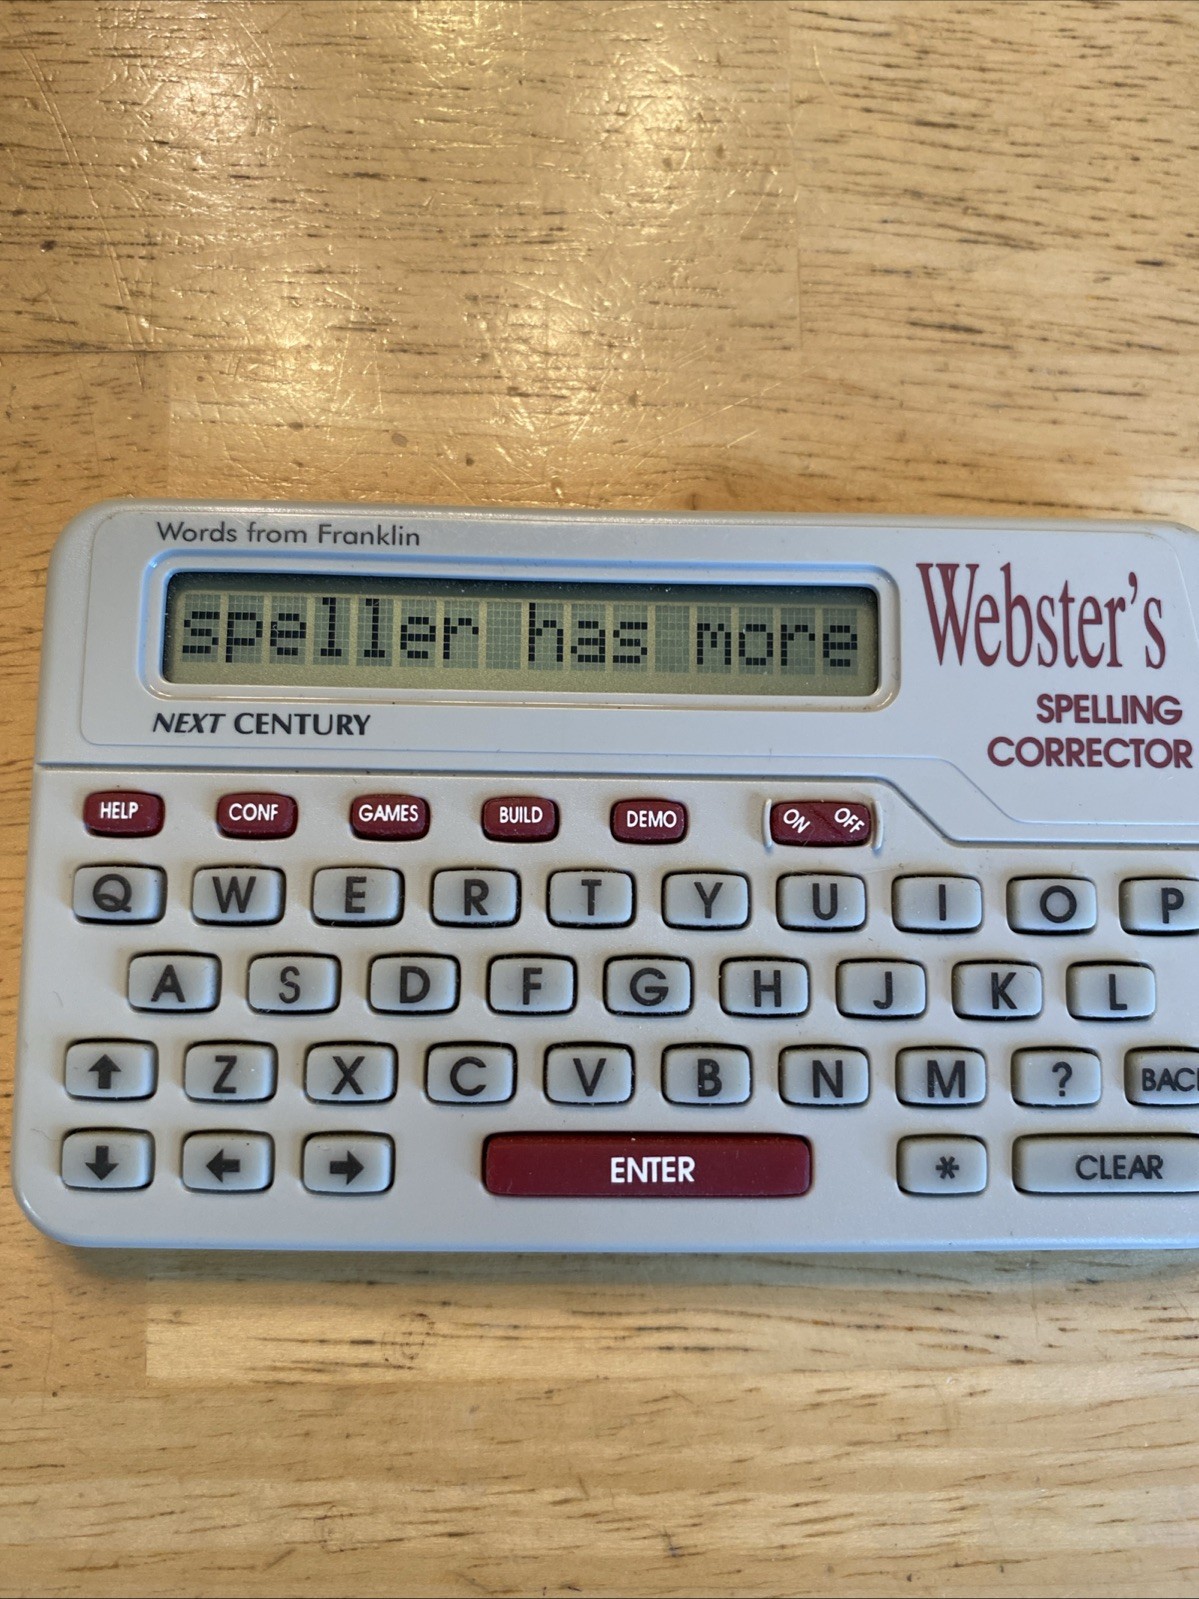 Words from Franklin
speller has more
Webster's
SPELLING
CORRECTOR
NEXT CENTURY
HELP CONF GAMES BUILD DEMO ON OFF
Q W E R T Y U I O P
A S D F G H J K L
↑ Z X C V B N M ? BAC
↓ ← → ENTER * CLEAR